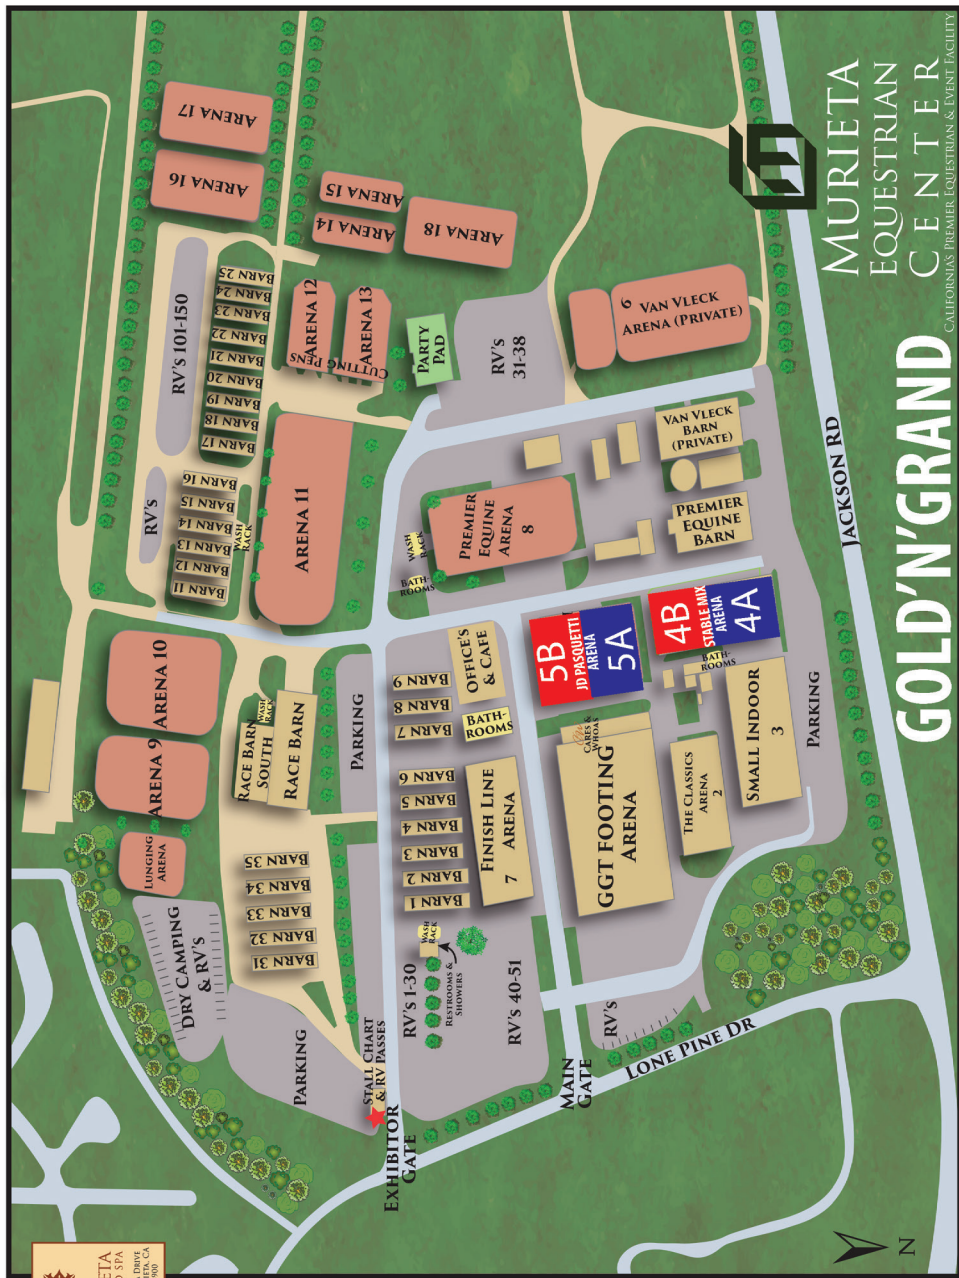 MURIETA
EQUESTRIAN
CENTER
CALIFORNIA'S PREMIER EQUESTRIAN & EVENT FACILITY
GOLD'N'GRAND
JACKSON RD
LONE PINE DR
MAIN
GATE
EXHIBITOR
GATE
STALL CHART
& RV PASSES
PARKING
DRY CAMPING
& RV'S
LUNGING
ARENA
ARENA 9
ARENA 10
BARN 31
BARN 32
BARN 33
BARN 34
BARN 35
RACE BARN
SOUTH
WASH
RACK
RACE BARN
PARKING
RV'S 1-30
WASH
RACK
RESTROOMS &
SHOWERS
RV'S 40-51
BARN 1
BARN 2
BARN 3
BARN 4
BARN 5
BARN 6
BARN 7
BARN 8
BARN 9
FINISH LINE
ARENA
7
BATH-
ROOMS
OFFICE'S
& CAFE
RV'S
GGT FOOTING
ARENA
CARES &
WHOAS
THE CLASSICS
ARENA
2
SMALL INDOOR
3
PARKING
5B
JD PASQUETTI
ARENA
5A
4B
STABLE MIX
ARENA
4A
BATH-
ROOMS
BARN 11
BARN 12
BARN 13
BARN 14
BARN 15
BARN 16
WASH
RACK
RV'S
RV'S 101-150
BARN 17
BARN 18
BARN 19
BARN 20
BARN 21
BARN 22
BARN 23
BARN 24
BARN 25
ARENA 11
ARENA 12
ARENA 13
CUTTING PENS
ARENA 14
ARENA 15
ARENA 16
ARENA 17
ARENA 18
PARTY
PAD
RV'S
31-38
BATH-
ROOMS
WASH
RACK
PREMIER
EQUINE
ARENA
8
PREMIER
EQUINE
BARN
VAN VLECK
BARN
(PRIVATE)
6
VAN VLECK
ARENA (PRIVATE)
N